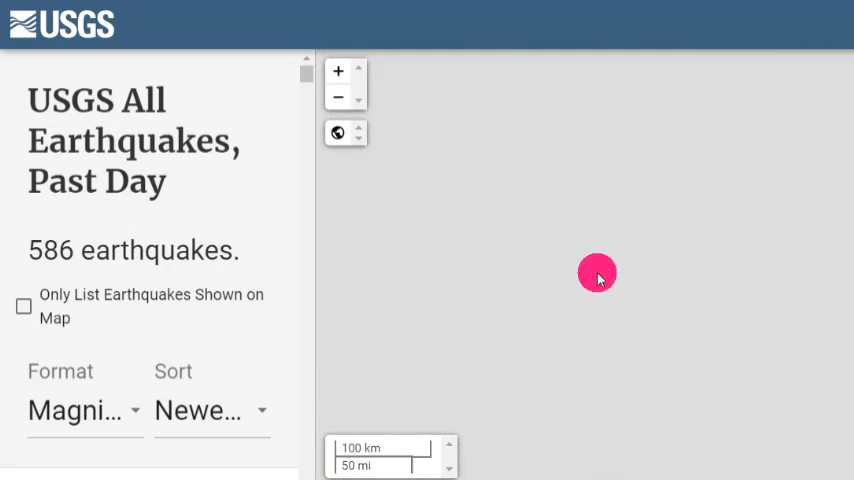 USGS
USGS All
Earthquakes,
Past Day
586 earthquakes.
Only List Earthquakes Shown on
Map
Format Sort
Magni... Newe...
+
−
100 km
50 mi